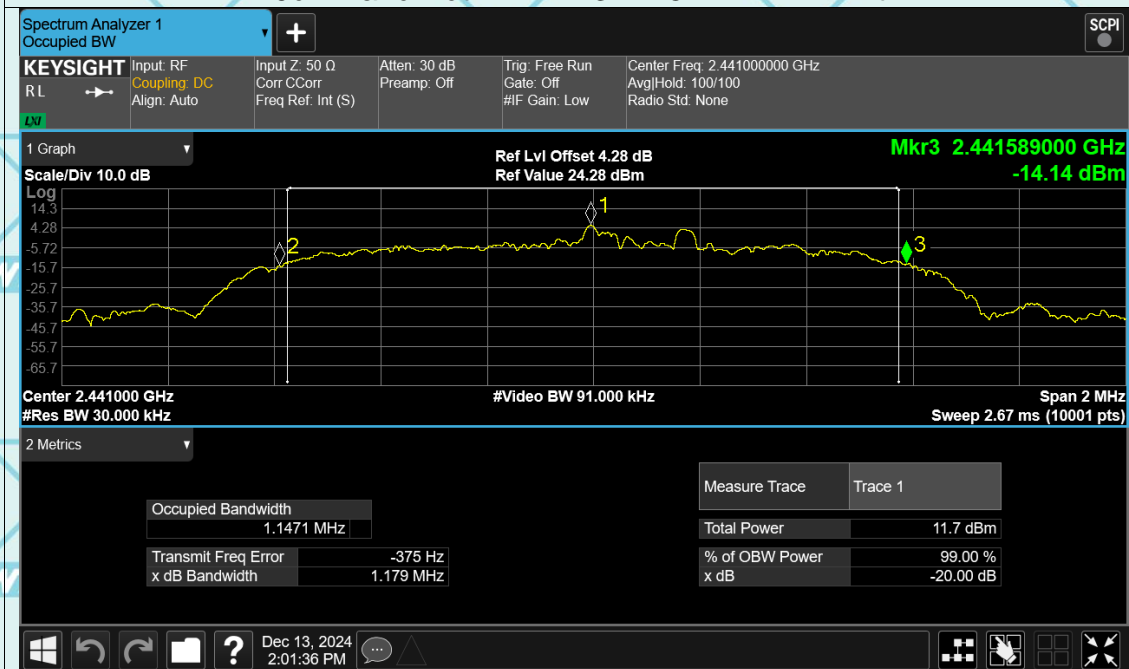 Spectrum Analyzer 1
Occupied BW
+
SCPI
KEYSIGHT
R L
LXI
Input: RF
Coupling: DC
Align: Auto
Input Z: 50 Ω
Corr CCorr
Freq Ref: Int (S)
Atten: 30 dB
Preamp: Off
Trig: Free Run
Gate: Off
#IF Gain: Low
Center Freq: 2.441000000 GHz
Avg|Hold: 100/100
Radio Std: None
1 Graph
Scale/Div 10.0 dB
Ref Lvl Offset 4.28 dB
Ref Value 24.28 dBm
Mkr3 2.441589000 GHz
-14.14 dBm
Log
14.3
4.28
-5.72
-15.7
-25.7
-35.7
-45.7
-55.7
-65.7
1
2
3
Center 2.441000 GHz
#Res BW 30.000 kHz
#Video BW 91.000 kHz
Span 2 MHz
Sweep 2.67 ms (10001 pts)
2 Metrics
Occupied Bandwidth
1.1471 MHz
Transmit Freq Error -375 Hz
x dB Bandwidth 1.179 MHz
Measure Trace Trace 1
Total Power 11.7 dBm
% of OBW Power 99.00 %
x dB -20.00 dB
?
Dec 13, 2024
2:01:36 PM